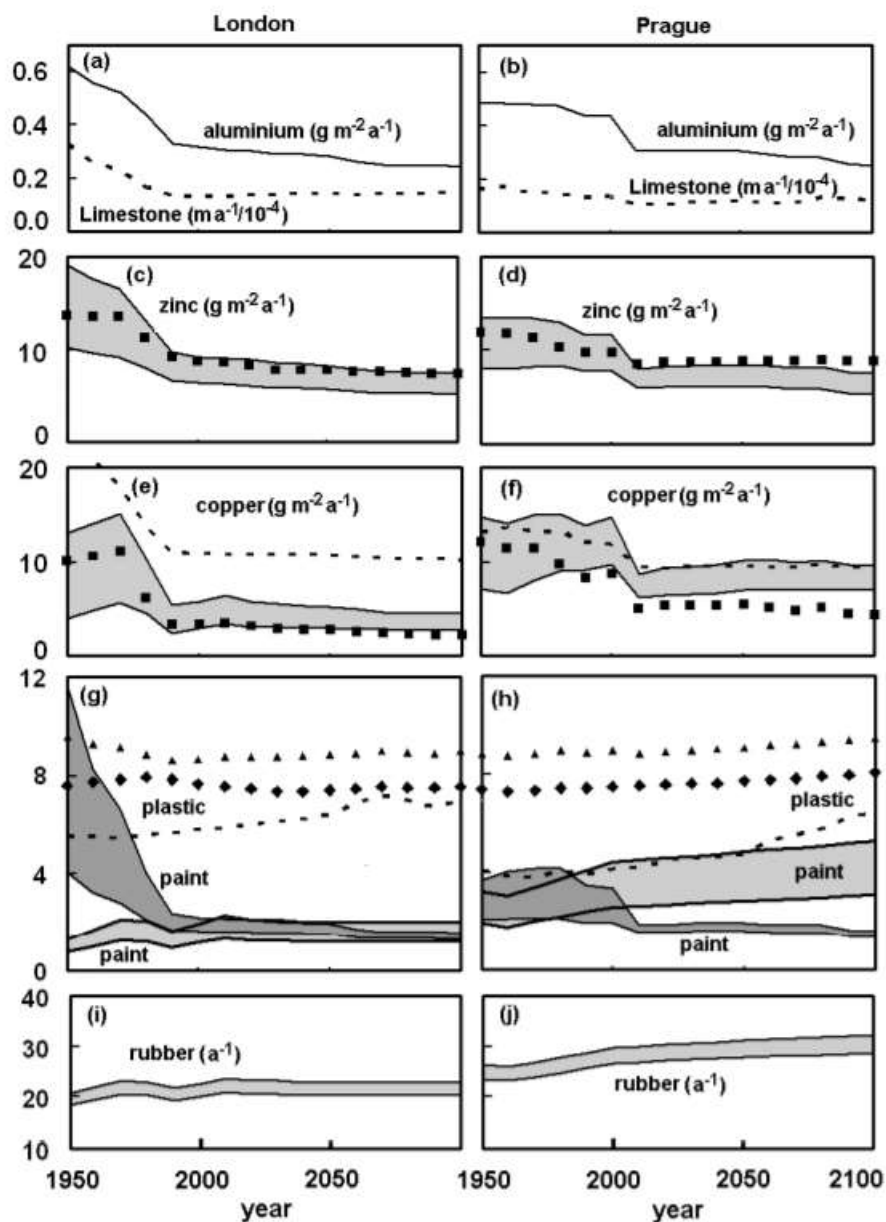 London Prague
(a) (b)
0.6
aluminium (g m⁻² a⁻¹) aluminium (g m⁻² a⁻¹)
0.4
0.2
Limestone (m a⁻¹/10⁻⁴) Limestone (m a⁻¹/10⁻⁴)
0.0
20
(c) (d)
zinc (g m⁻² a⁻¹) zinc (g m⁻² a⁻¹)
10
0
20
(e) (f)
copper (g m⁻² a⁻¹) copper (g m⁻² a⁻¹)
10
0
12
(g) (h)
8
plastic plastic
4
paint paint
paint paint
0
40
(i) (j)
rubber (a⁻¹)
30
rubber (a⁻¹)
20
10
1950 2000 2050 1950 2000 2050 2100
year year